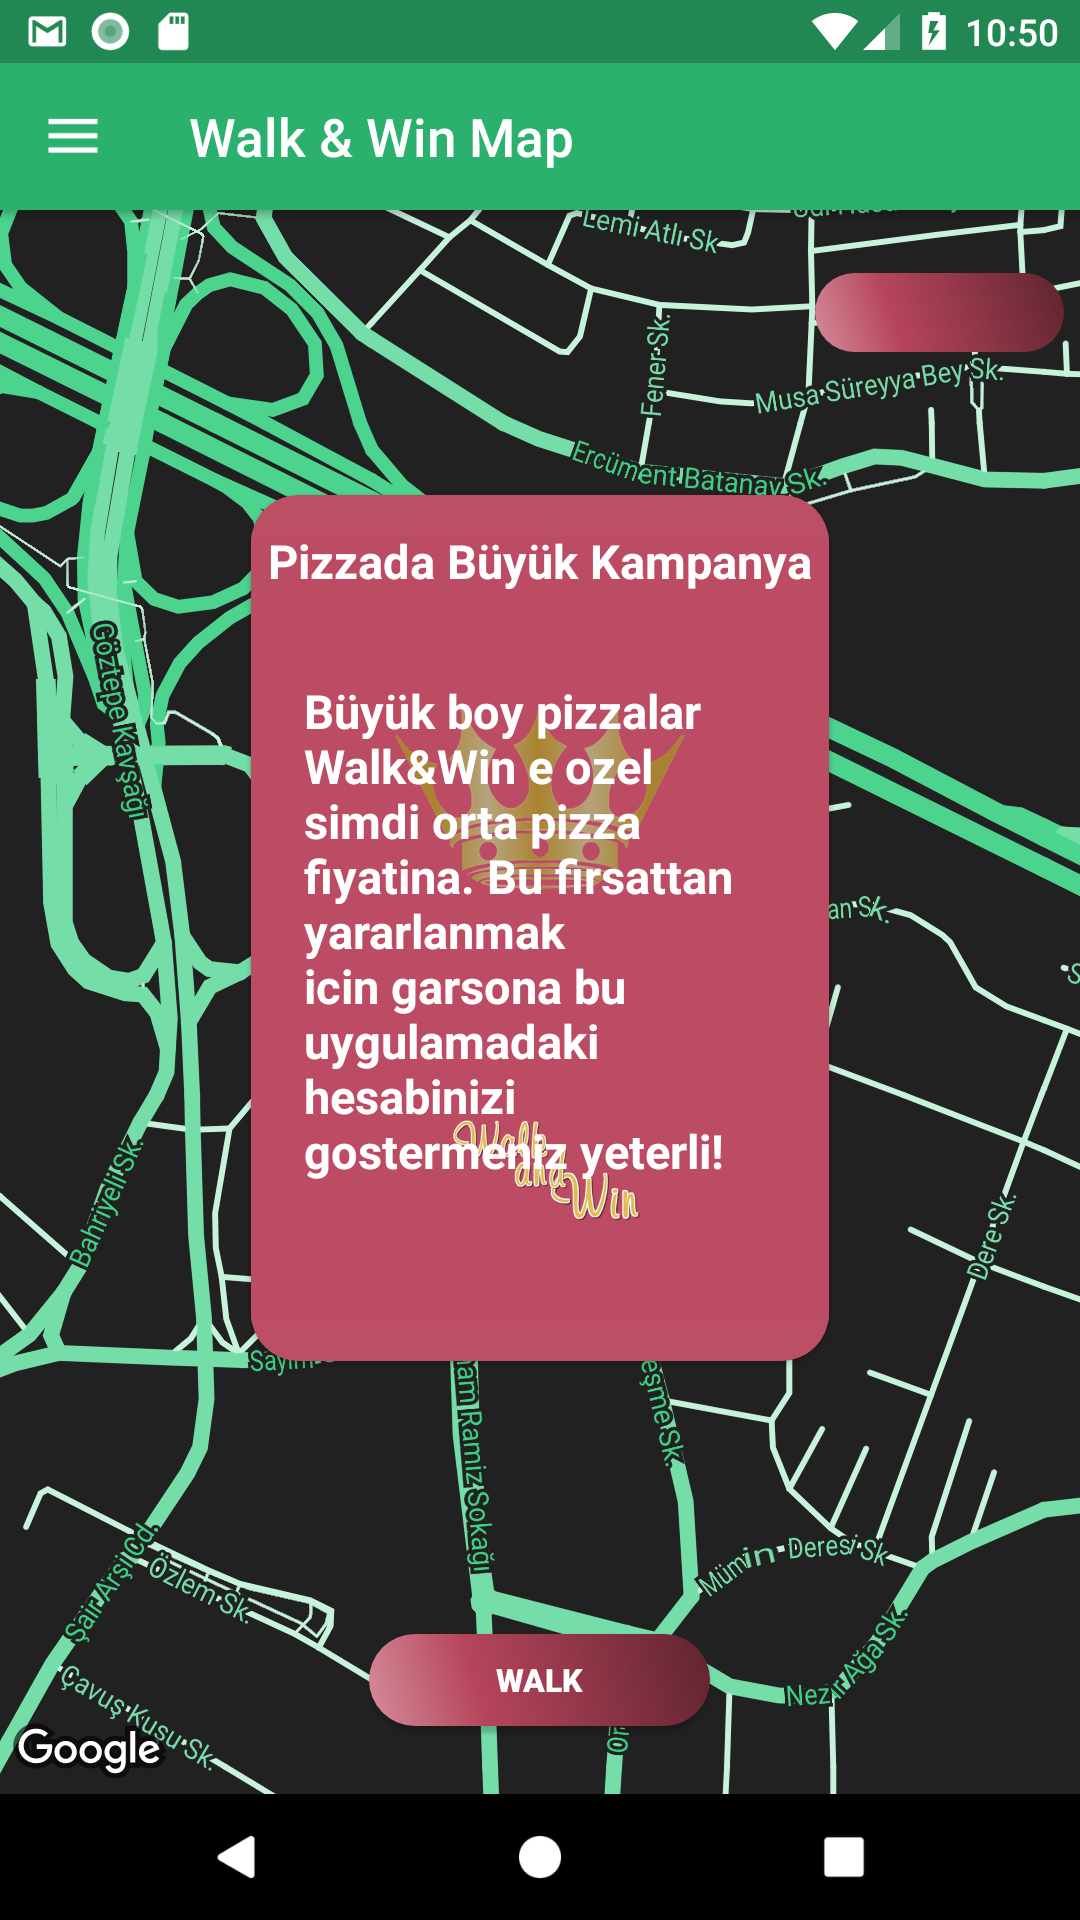 10:50
Walk & Win Map
Lemi Atlı Sk.
Fener Sk.
Musa Süreyya Bey Sk.
Ercüment Batanay Sk.
Pizzada Büyük Kampanya
Göztepe Kavşağı
Büyük boy pizzalar
Walk&Win e ozel
simdi orta pizza
fiyatina. Bu firsattan
yararlanmak
icin garsona bu
uygulamadaki
hesabinizi
gostermeniz yeterli!
Walk
and
Win
an Sk.
Bahriyeli Sk.
Dere Sk.
Ramiz Sokağı
eşme Sk.
Mümin Deresi Sk.
Şair Arşi Cd.
Özlem Sk.
Nezir Ağa Sk.
WALK
Çavuş Kuşu Sk.
Google